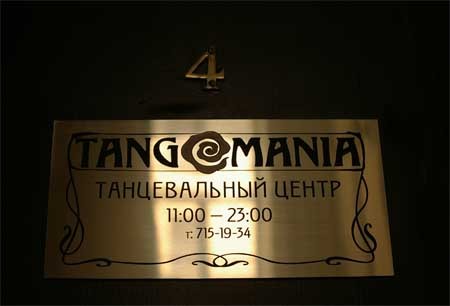 4
TANGOMANIA
ТАНЦЕВАЛЬНЫЙ ЦЕНТР
11:00 – 23:00
т: 715-19-34